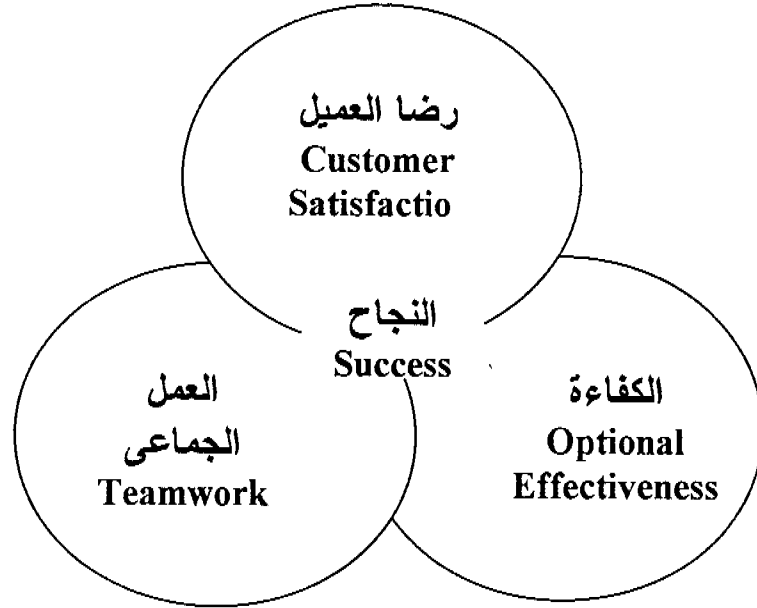 رضا العميل
Customer
Satisfactio
النجاح
Success
العمل
الجماعى
Teamwork
الكفاءة
Optional
Effectiveness